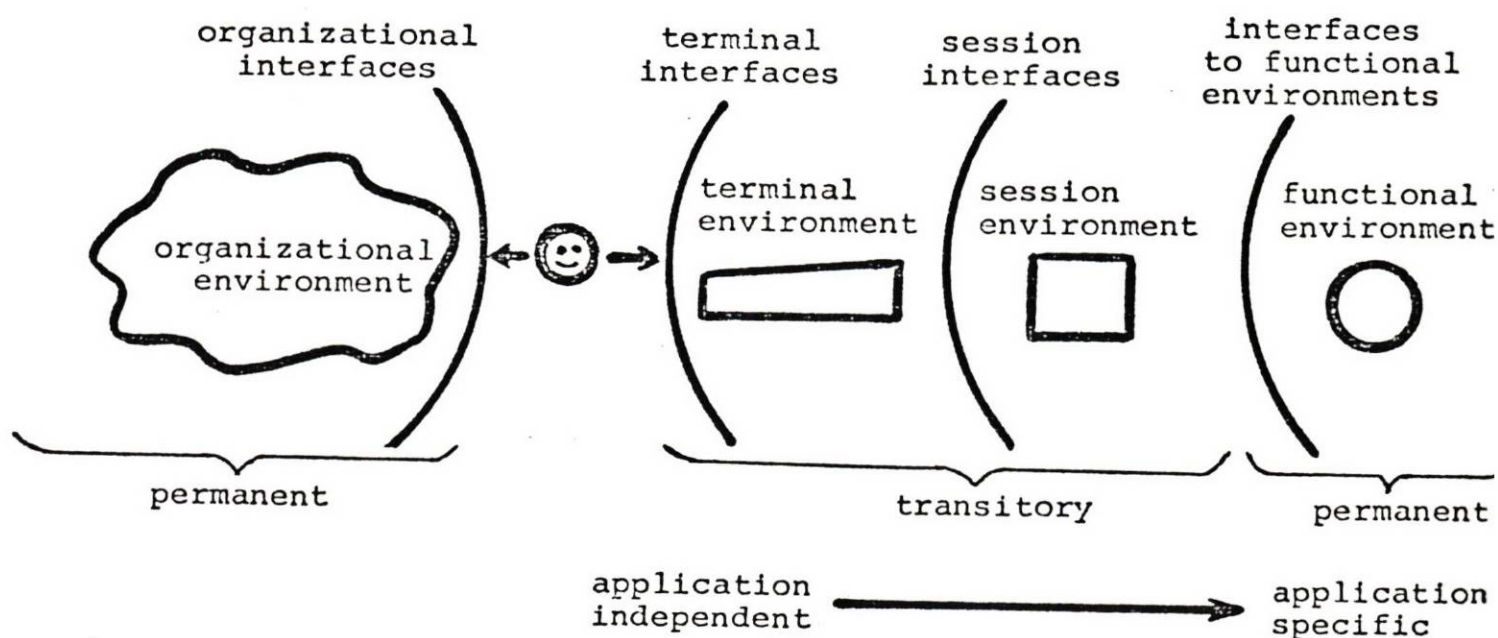 organizational
interfaces
terminal
interfaces
session
interfaces
interfaces
to functional
environments
organizational
environment
terminal
environment
session
environment
functional
environment
permanent
transitory
permanent
application
independent
application
specific